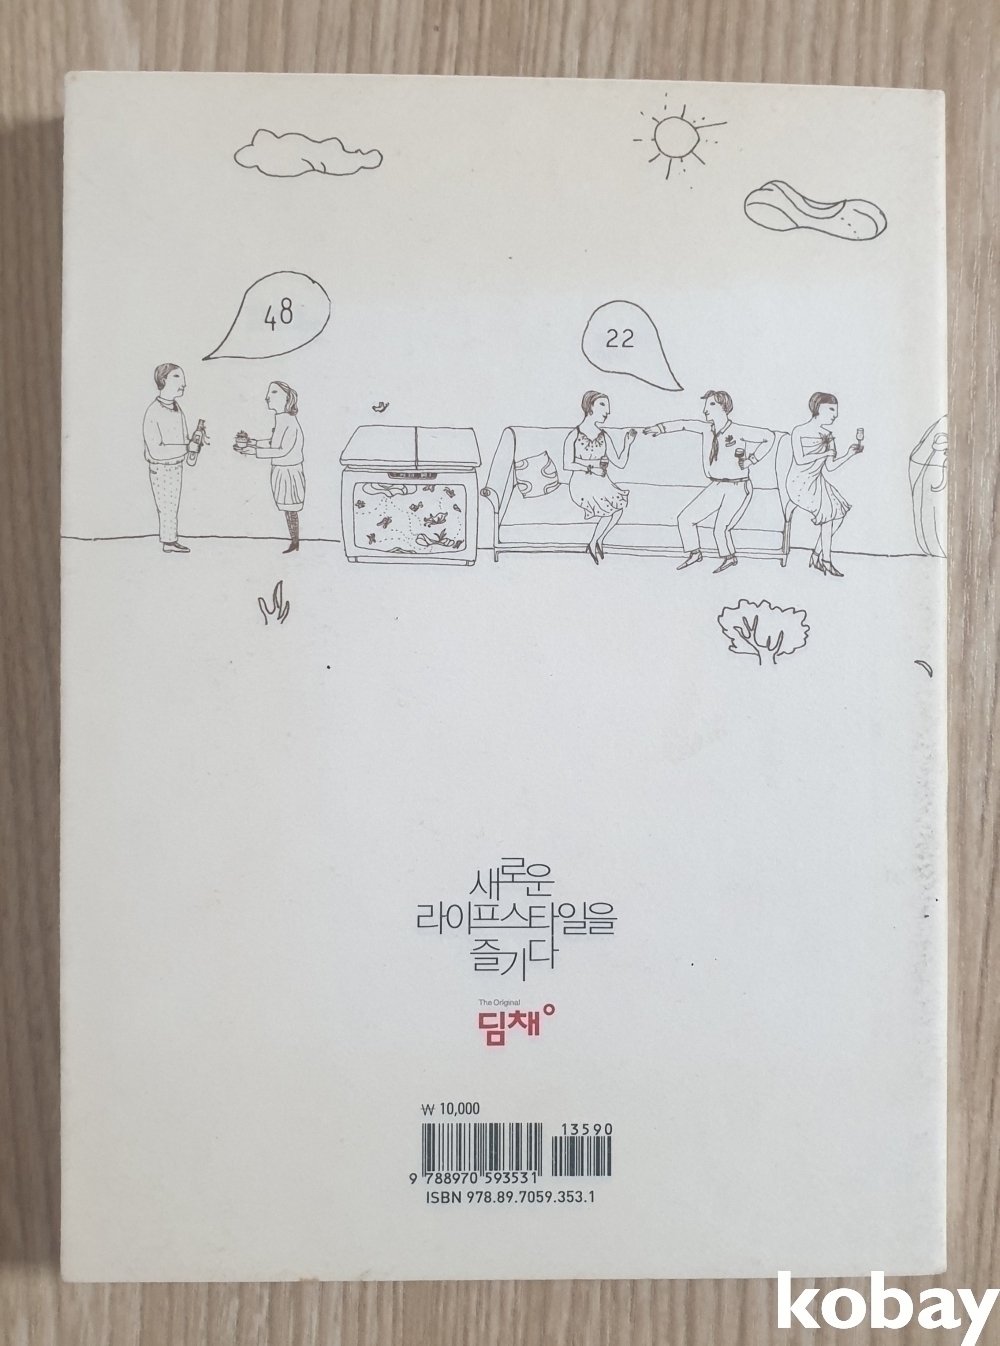 48
22
새로운
라이프스타일을
즐기다
The Original
딤채
₩ 10,000
13590
9 788970 593531
ISBN 978.89.7059.353.1
kobay